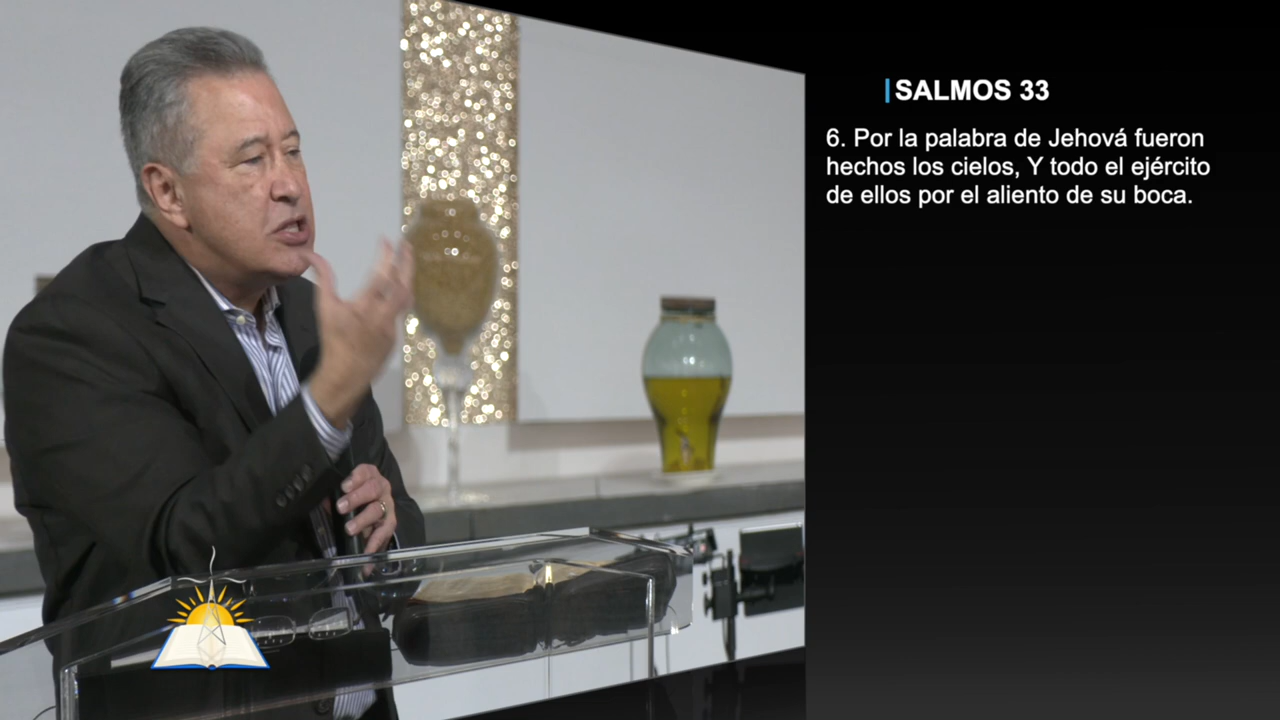 SALMOS 33
6. Por la palabra de Jehová fueron
hechos los cielos, Y todo el ejército
de ellos por el aliento de su boca.